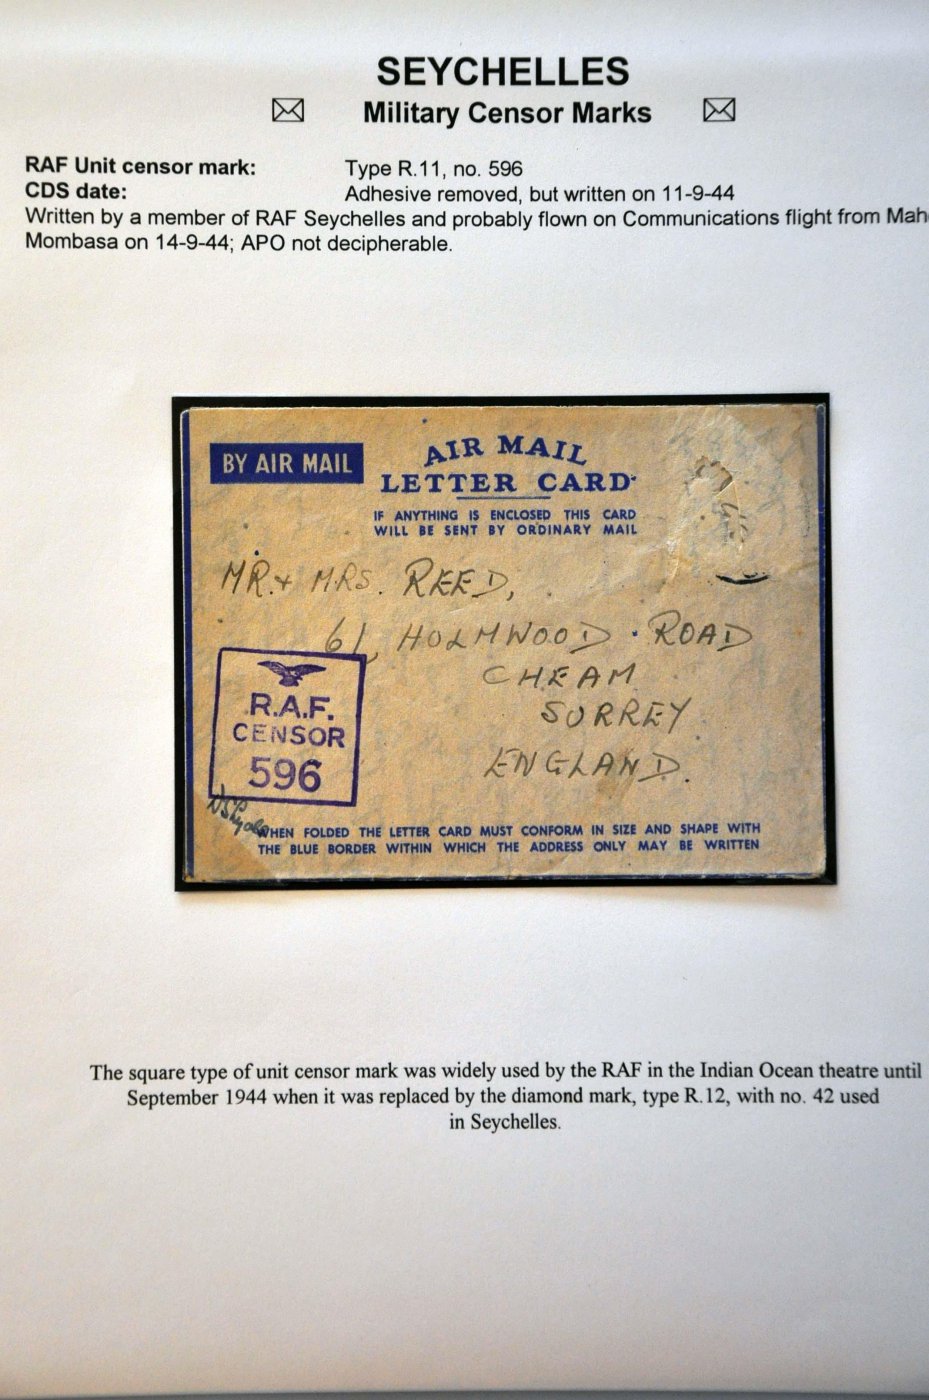 SEYCHELLES
Military Censor Marks
RAF Unit censor mark: Type R.11, no. 596
CDS date: Adhesive removed, but written on 11-9-44
Written by a member of RAF Seychelles and probably flown on Communications flight from Mah
Mombasa on 14-9-44; APO not decipherable.
BY AIR MAIL
AIR MAIL
LETTER CARD
IF ANYTHING IS ENCLOSED THIS CARD
WILL BE SENT BY ORDINARY MAIL
MR. + MRS. REED,
61, HOLMWOOD ROAD
CHEAM
SURREY
ENGLAND.
R.A.F.
CENSOR
596
WHEN FOLDED THE LETTER CARD MUST CONFORM IN SIZE AND SHAPE WITH
THE BLUE BORDER WITHIN WHICH THE ADDRESS ONLY MAY BE WRITTEN
The square type of unit censor mark was widely used by the RAF in the Indian Ocean theatre until
September 1944 when it was replaced by the diamond mark, type R.12, with no. 42 used
in Seychelles.